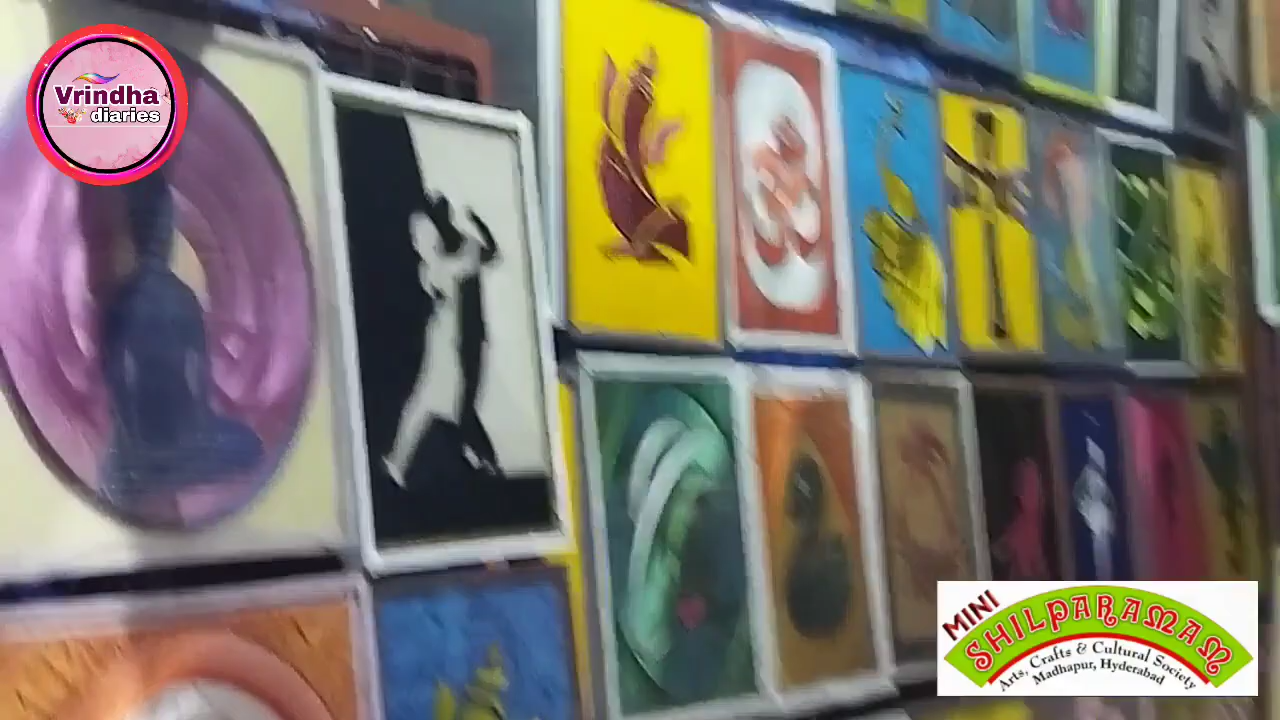 Vrindha
diaries
MINI
SHILPARAMAM
Arts, Crafts & Cultural Society
Madhapur, Hyderabad